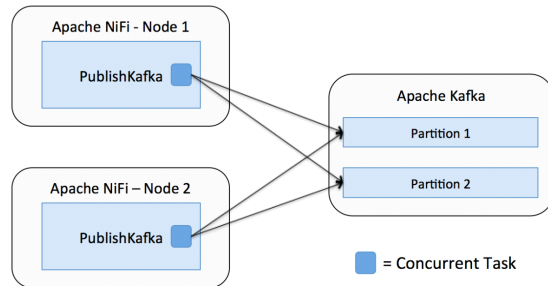 Apache NiFi - Node 1
PublishKafka
Apache Kafka
Partition 1
Partition 2
Apache NiFi – Node 2
PublishKafka
= Concurrent Task